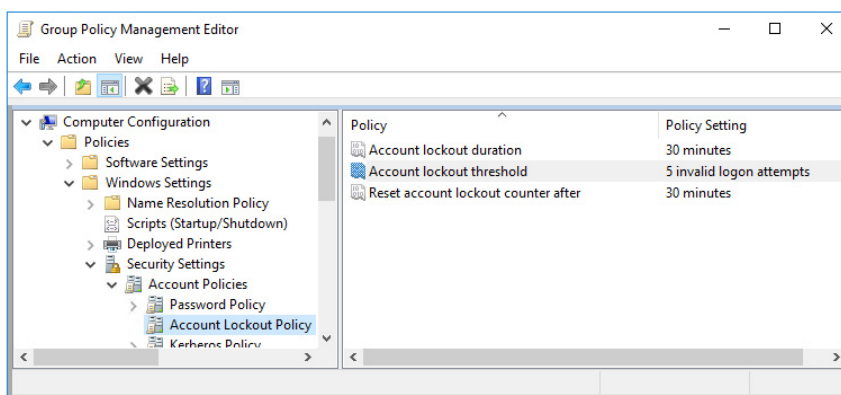 Group Policy Management Editor
File Action View Help
Computer Configuration
Policies
Software Settings
Windows Settings
Name Resolution Policy
Scripts (Startup/Shutdown)
Deployed Printers
Security Settings
Account Policies
Password Policy
Account Lockout Policy
Kerberos Policy
Policy Policy Setting
Account lockout duration 30 minutes
Account lockout threshold 5 invalid logon attempts
Reset account lockout counter after 30 minutes